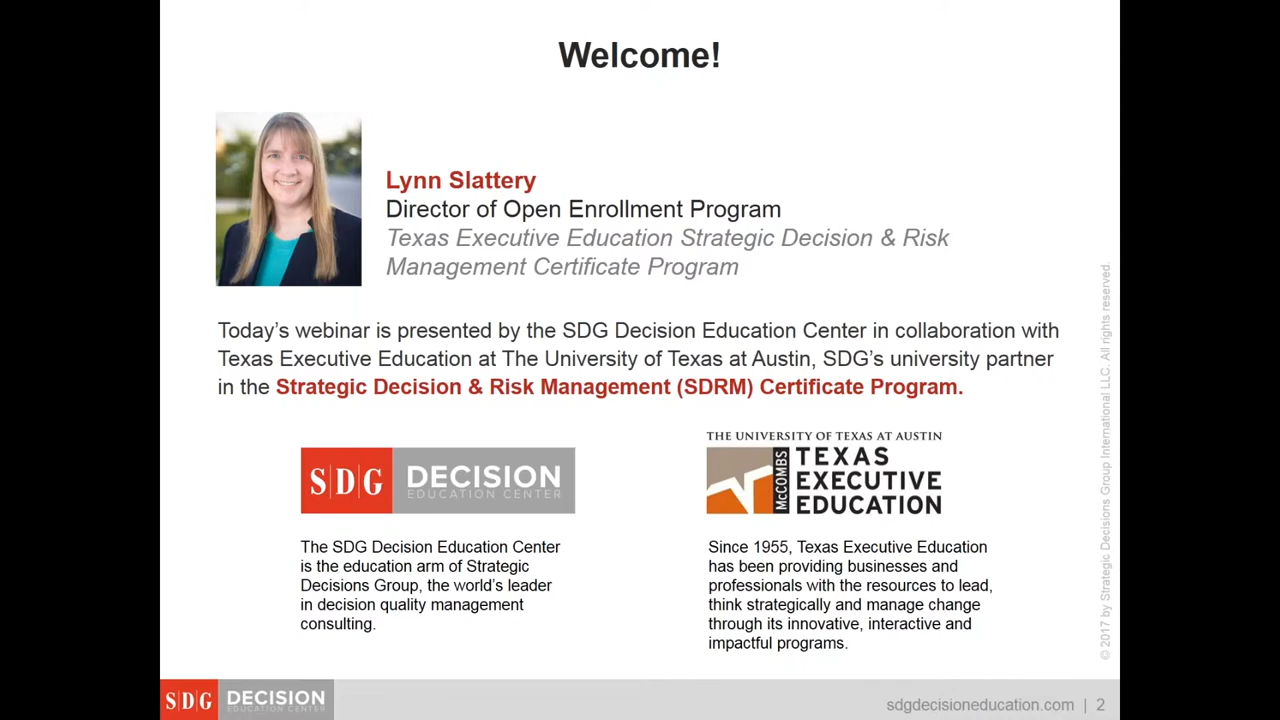 Welcome!
Lynn Slattery
Director of Open Enrollment Program
Texas Executive Education Strategic Decision & Risk
Management Certificate Program
Today's webinar is presented by the SDG Decision Education Center in collaboration with
Texas Executive Education at The University of Texas at Austin, SDG's university partner
in the Strategic Decision & Risk Management (SDRM) Certificate Program.
SDG DECISION
EDUCATION CENTER
THE UNIVERSITY OF TEXAS AT AUSTIN
McCOMBS
TEXAS
EXECUTIVE
EDUCATION
The SDG Decision Education Center
is the education arm of Strategic
Decisions Group, the world's leader
in decision quality management
consulting.
Since 1955, Texas Executive Education
has been providing businesses and
professionals with the resources to lead,
think strategically and manage change
through its innovative, interactive and
impactful programs.
© 2017 by Strategic Decisions Group International LLC. All rights reserved.
SDG DECISION
EDUCATION CENTER
sdgdecisioneducation.com | 2